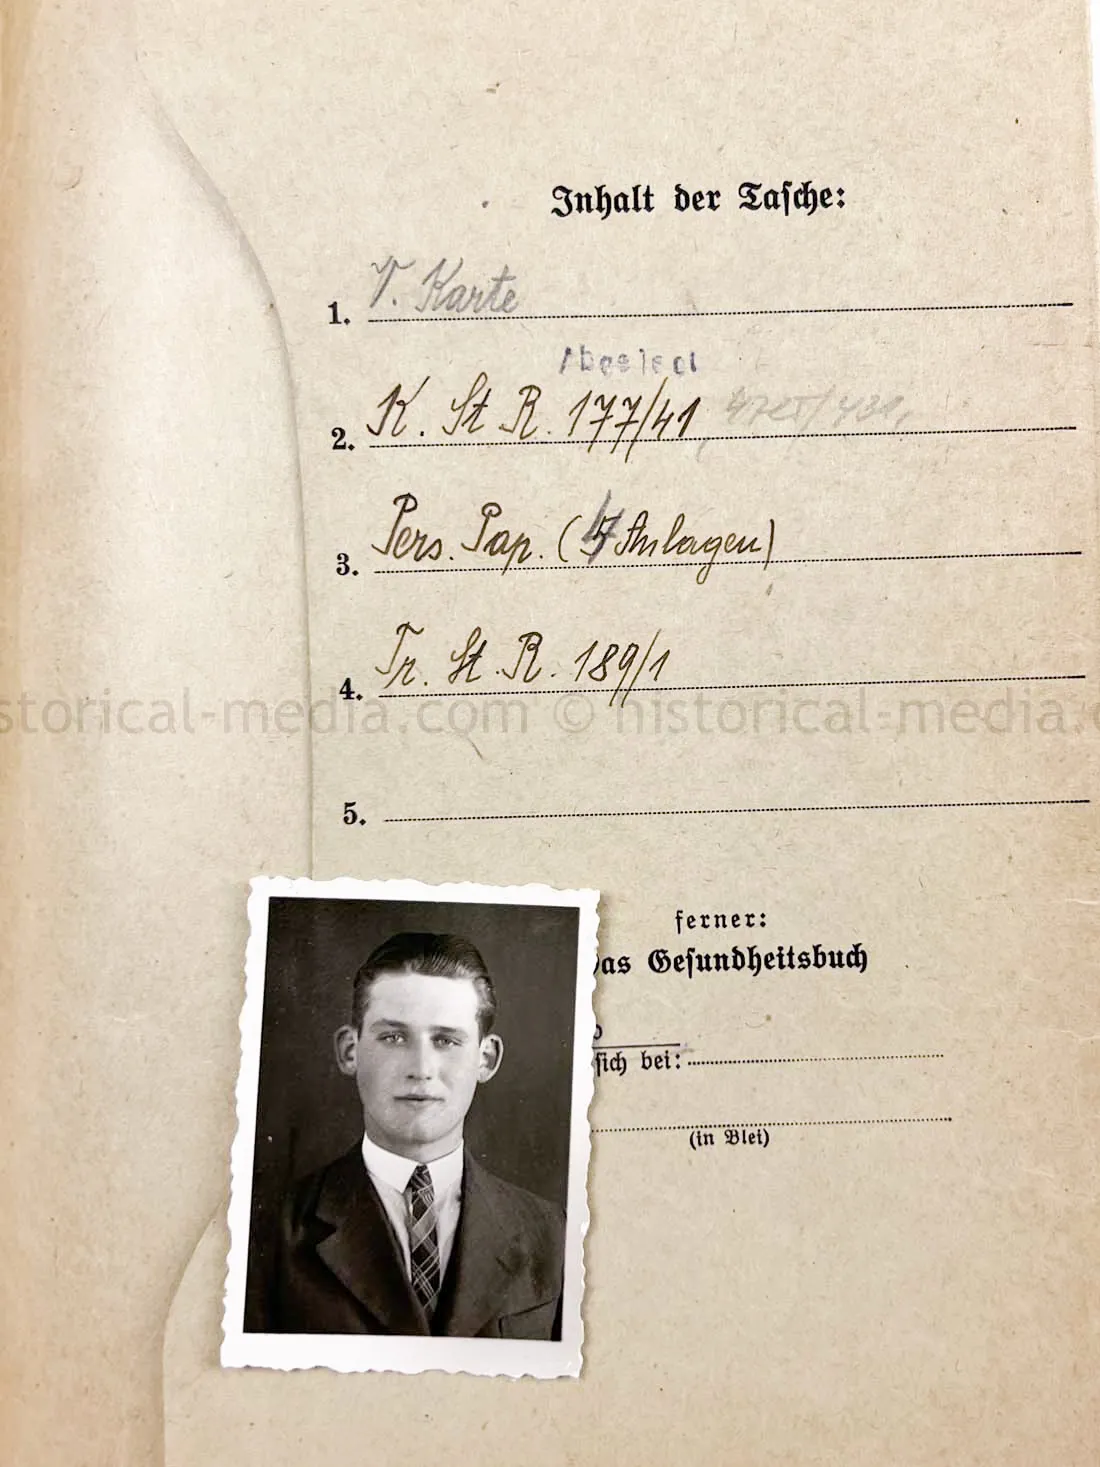 Inhalt der Tasche:
1. V. Karte
Abgelegt
2. K. St R. 177/41,
3. Pers. Pap. (4 Anlagen)
4. Tr. St. R. 189/1
storical-media.com © historical-media.c
5.
ferner:
Das Gesundheitsbuch
sich bei:
(in Blei)